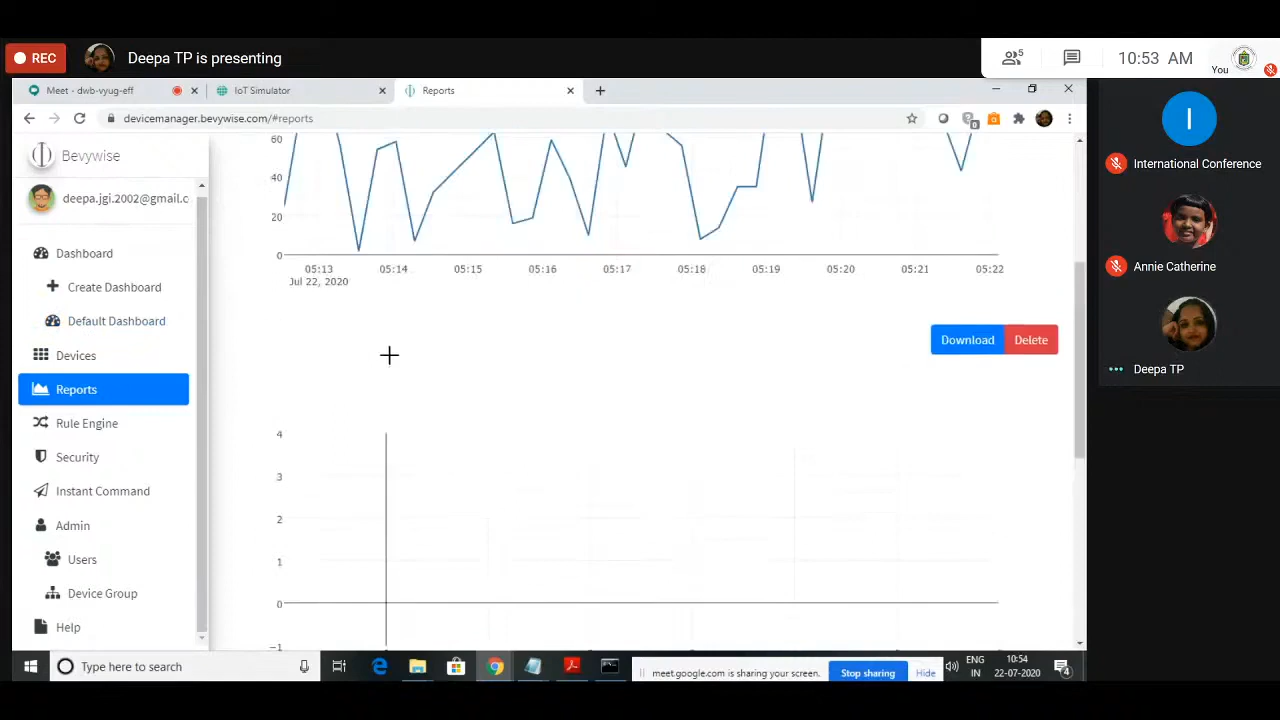 REC
Deepa TP is presenting
5
10:53 AM
You
Meet - dwb-vyug-eff
IoT Simulator
Reports
devicemanager.bevywise.com/#reports
Bevywise
deepa.jgi.2002@gmail.c
Dashboard
Create Dashboard
Default Dashboard
Devices
Reports
Rule Engine
Security
Instant Command
Admin
Users
Device Group
Help
60
40
20
0
05:13 05:14 05:15 05:16 05:17 05:18 05:19 05:20 05:21 05:22
Jul 22, 2020
Download Delete
4
3
2
1
0
−1
I
International Conference
Annie Catherine
Deepa TP
Type here to search
meet.google.com is sharing your screen.
Stop sharing
Hide
ENG
IN
10:54
22-07-2020
4